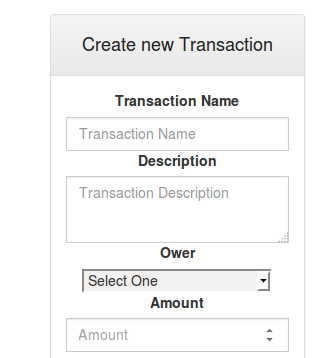 Create new Transaction
Transaction Name
Transaction Name
Description
Transaction Description
Ower
Select One
Amount
Amount